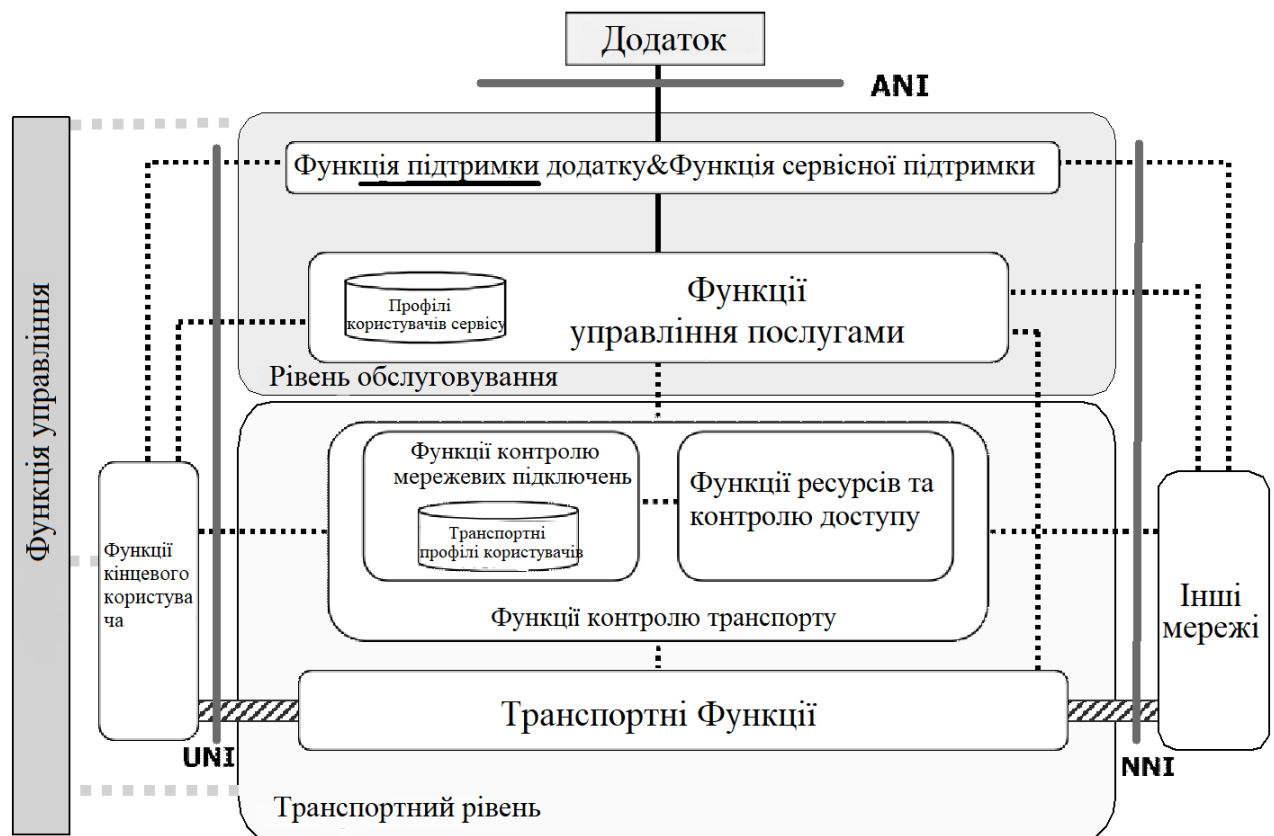 Додаток
ANI
Функція управління
Функція підтримки додатку&Функція сервісної підтримки
Профілі
користувачів сервісу
Функції
управління послугами
Рівень обслуговування
Функції контролю
мережевих підключень
Транспортні
профілі користувачів
Функції ресурсів та
контролю доступу
Функції контролю транспорту
Функції
кінцевого
користува
ча
Інші
мережі
Транспортні Функції
UNI
NNI
Транспортний рівень